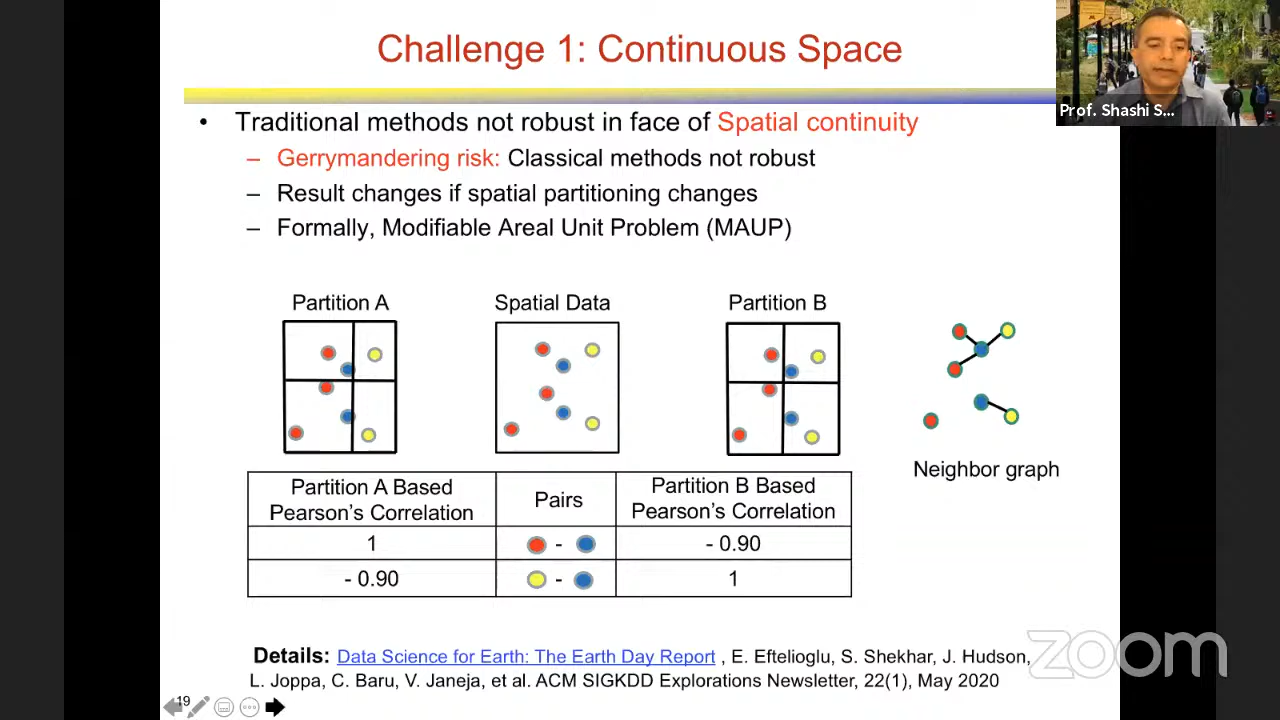 Challenge 1: Continuous Space
Prof. Shashi S...
• Traditional methods not robust in face of Spatial continuity
– Gerrymandering risk: Classical methods not robust
– Result changes if spatial partitioning changes
– Formally, Modifiable Areal Unit Problem (MAUP)
Partition A
Spatial Data
Partition B
Neighbor graph
Partition A Based
Pearson's Correlation
Pairs
Partition B Based
Pearson's Correlation
1
-
- 0.90
- 0.90
-
1
Details: Data Science for Earth: The Earth Day Report , E. Eftelioglu, S. Shekhar, J. Hudson,
L. Joppa, C. Baru, V. Janeja, et al. ACM SIGKDD Explorations Newsletter, 22(1), May 2020
zoom
19